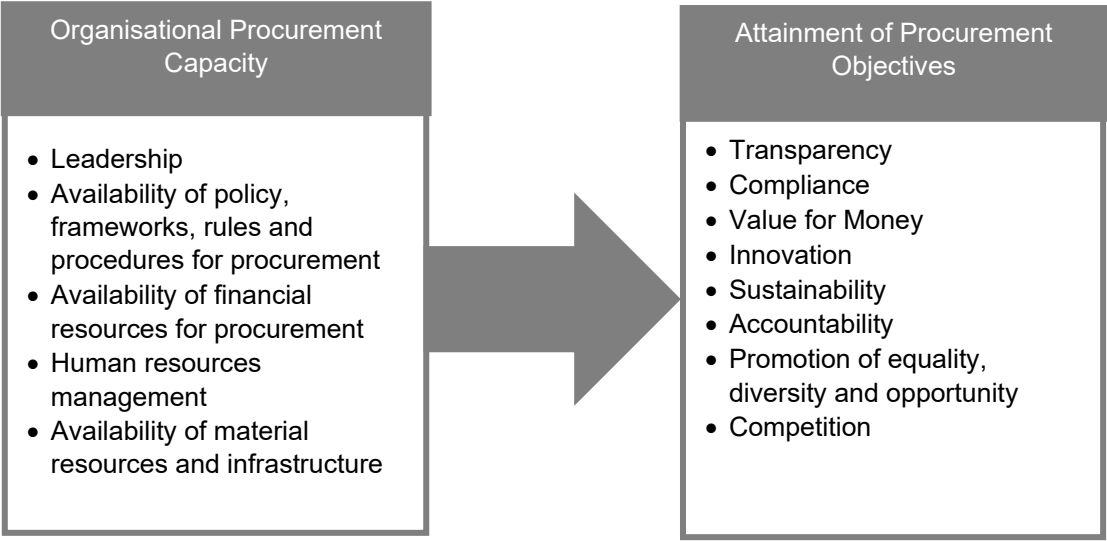 Organisational Procurement
Capacity
• Leadership
• Availability of policy,
frameworks, rules and
procedures for procurement
• Availability of financial
resources for procurement
• Human resources
management
• Availability of material
resources and infrastructure
Attainment of Procurement
Objectives
• Transparency
• Compliance
• Value for Money
• Innovation
• Sustainability
• Accountability
• Promotion of equality,
diversity and opportunity
• Competition